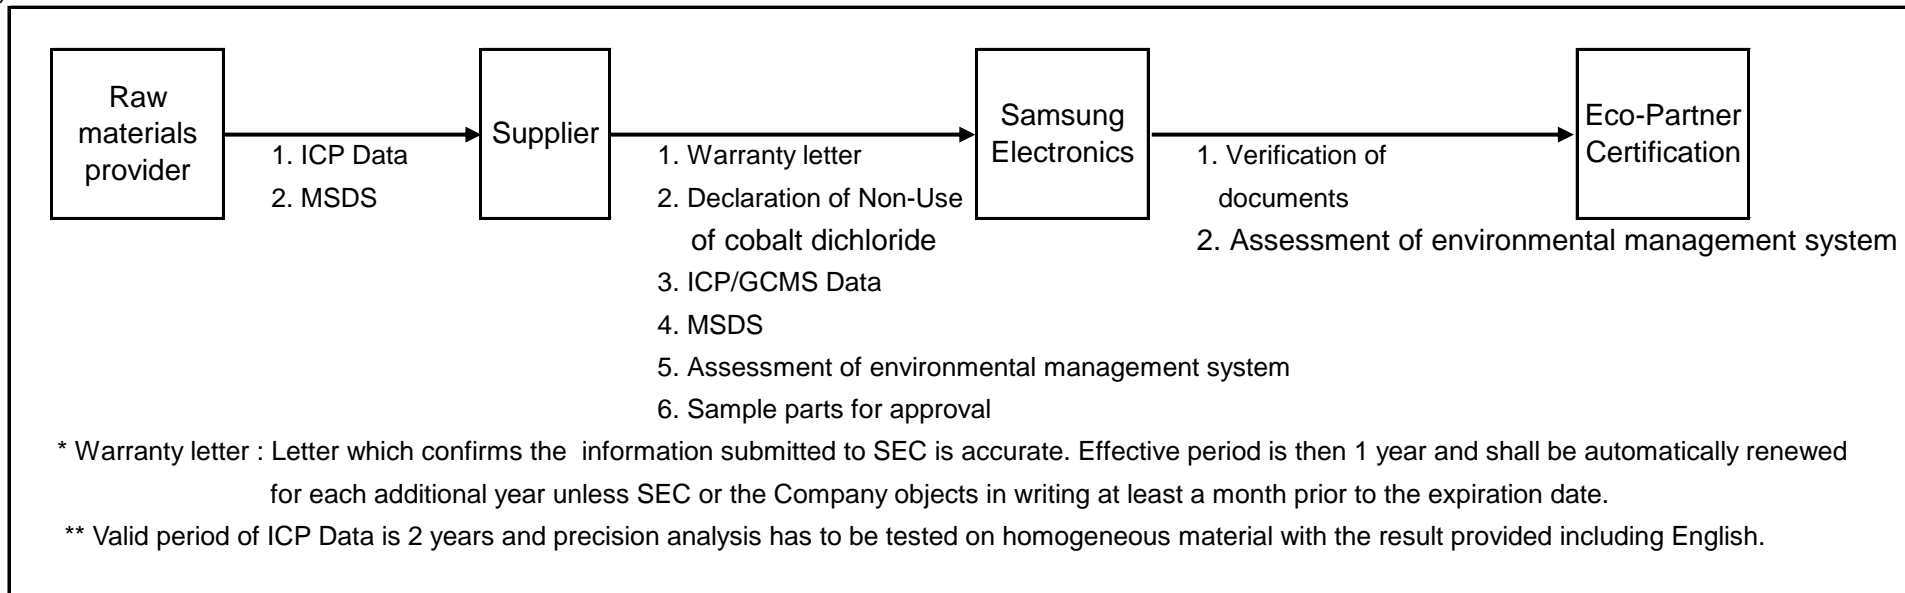 Raw
materials
provider
1. ICP Data
2. MSDS
Supplier
1. Warranty letter
2. Declaration of Non-Use
of cobalt dichloride
3. ICP/GCMS Data
4. MSDS
5. Assessment of environmental management system
6. Sample parts for approval
Samsung
Electronics
1. Verification of
documents
2. Assessment of environmental management system
Eco-Partner
Certification
* Warranty letter : Letter which confirms the information submitted to SEC is accurate. Effective period is then 1 year and shall be automatically renewed
for each additional year unless SEC or the Company objects in writing at least a month prior to the expiration date.
** Valid period of ICP Data is 2 years and precision analysis has to be tested on homogeneous material with the result provided including English.